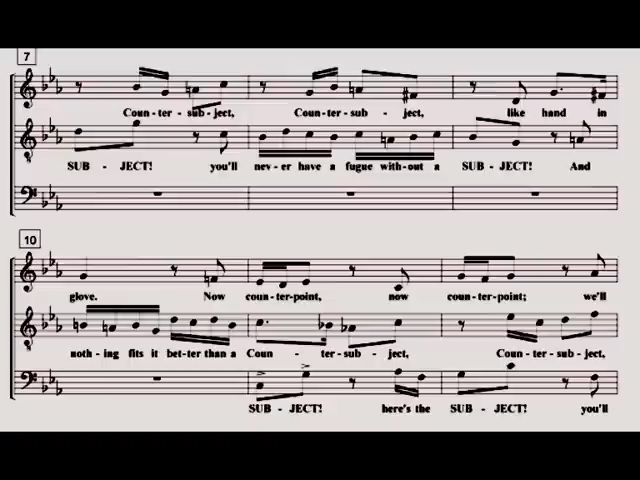 7
Coun - ter - sub - ject, Coun - ter - sub - ject, like hand in
SUB - JECT! you'll nev - er have a fugue with - out a SUB - JECT! And
10
glove. Now coun - ter - point, now coun - ter - point; we'll
noth - ing fits it bet - ter than a Coun - ter - sub - ject, Coun - ter - sub - ject,
SUB - JECT! here's the SUB - JECT! you'll